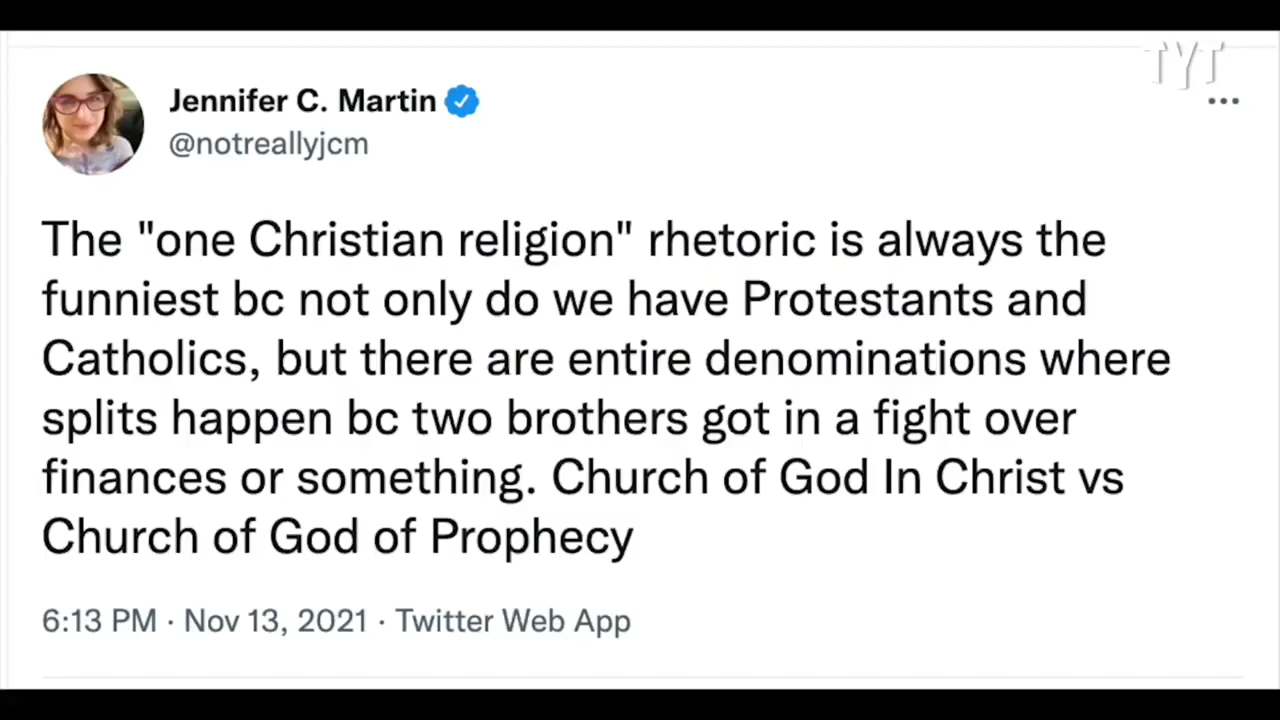 TYT
Jennifer C. Martin
@notreallyjcm
The "one Christian religion" rhetoric is always the
funniest bc not only do we have Protestants and
Catholics, but there are entire denominations where
splits happen bc two brothers got in a fight over
finances or something. Church of God In Christ vs
Church of God of Prophecy
6:13 PM · Nov 13, 2021 · Twitter Web App